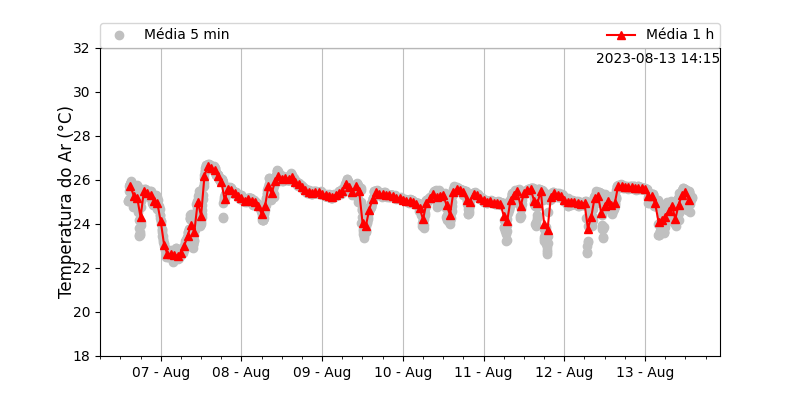 Média 5 min
Média 1 h
2023-08-13 14:15
Temperatura do Ar (°C)
32
30
28
26
24
22
20
18
07 - Aug
08 - Aug
09 - Aug
10 - Aug
11 - Aug
12 - Aug
13 - Aug